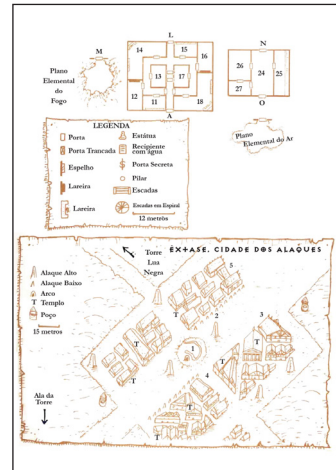 L
M
N
14
15
16
13
17
12
11
18
A
26
24
25
27
O
Plano
Elemental
do
Fogo
Plano
Elemental do Ar
LEGENDA
Porta
Porta Trancada
Espelho
Lareira
Lareira
Estátua
Recipiente
com água
Porta Secreta
Pilar
Escadas
Escadas em Espiral
12 metros
ÊXTASE, CIDADE DOS ALAQUES
Torre
Lua
Negra
Alaque Alto
Alaque Baixo
Arco
T Templo
Poço
15 metros
Ala da
Torre
5
T
2
3
T
T
1
T
4
T
T
T